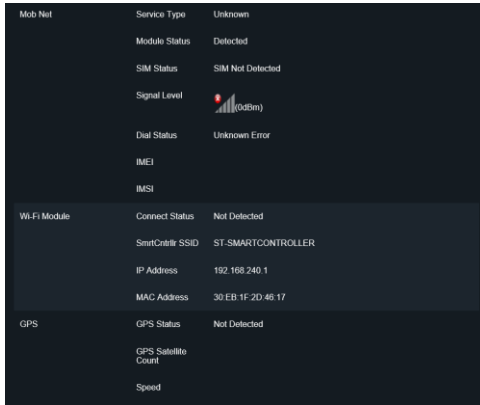 Mob Net Service Type Unknown
Module Status Detected
SIM Status SIM Not Detected
Signal Level (0dBm)
Dial Status Unknown Error
IMEI
IMSI
Wi-Fi Module Connect Status Not Detected
SmrtCntrllr SSID ST-SMARTCONTROLLER
IP Address 192.168.240.1
MAC Address 30:EB:1F:2D:46:17
GPS GPS Status Not Detected
GPS Satellite
Count
Speed